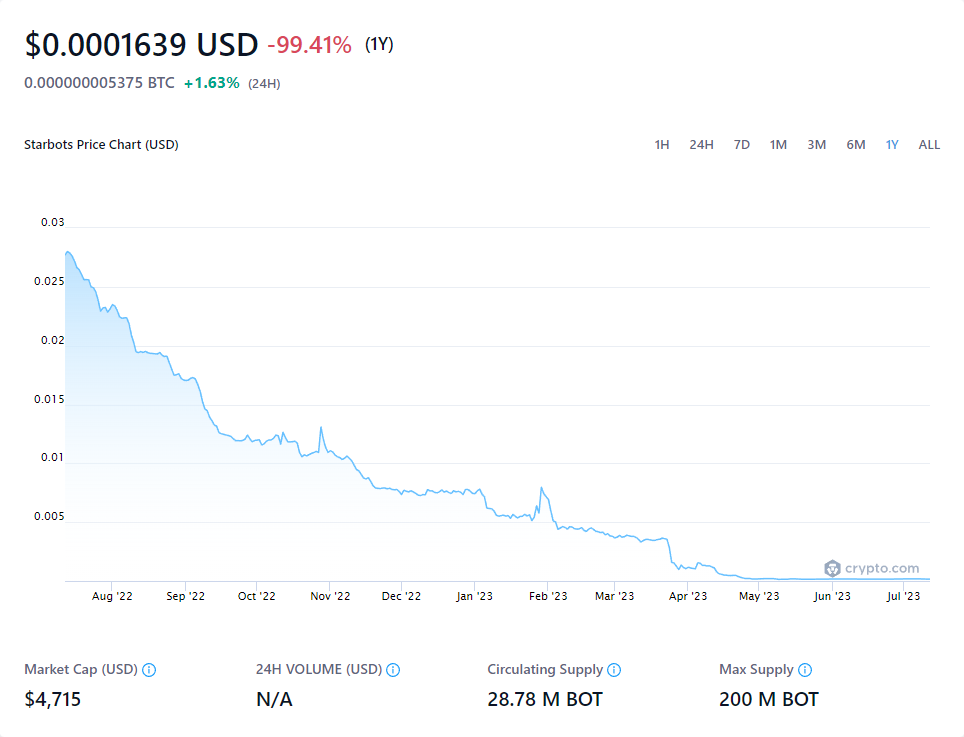 $0.0001639 USD -99.41% (1Y)
0.000000005375 BTC +1.63% (24H)
Starbots Price Chart (USD) 1H 24H 7D 1M 3M 6M 1Y ALL
0.03
0.025
0.02
0.015
0.01
0.005
crypto.com
Aug '22 Sep '22 Oct '22 Nov '22 Dec '22 Jan '23 Feb '23 Mar '23 Apr '23 May '23 Jun '23 Jul '23
Market Cap (USD) 24H VOLUME (USD) Circulating Supply Max Supply
$4,715 N/A 28.78 M BOT 200 M BOT